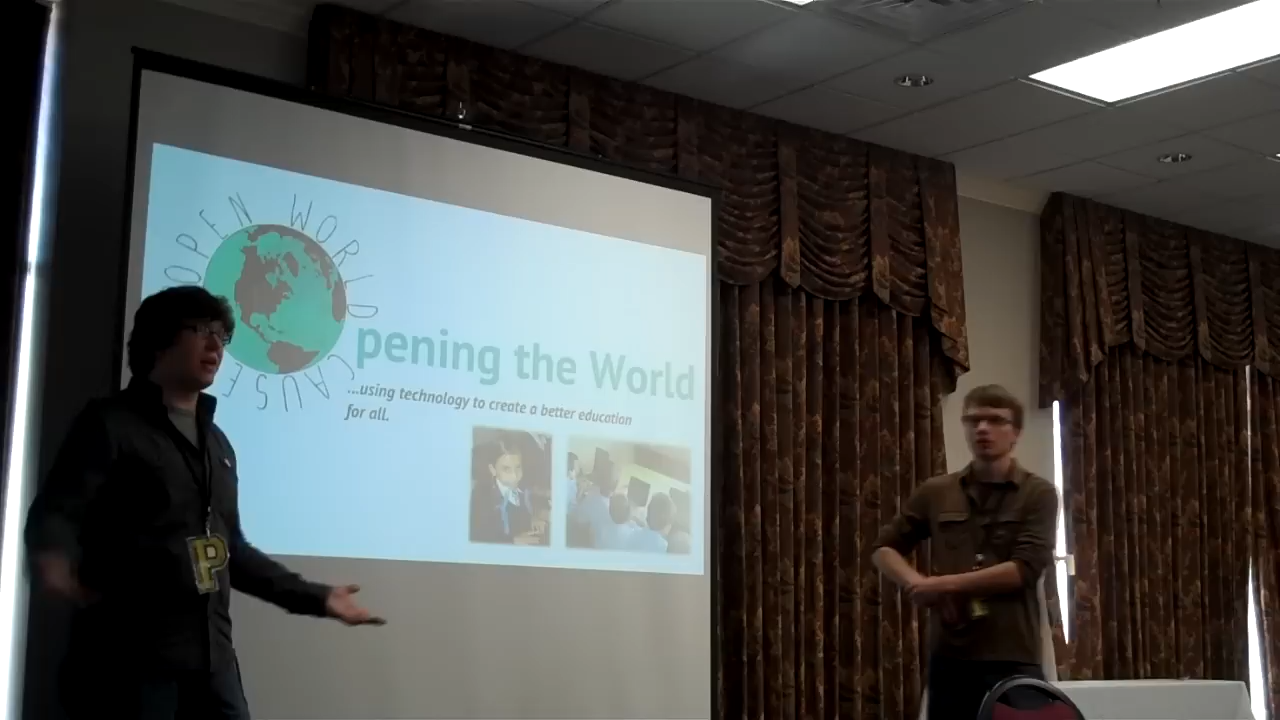 OPEN WORLD
CAUSE
pening the World
...using technology to create a better education
for all.
P